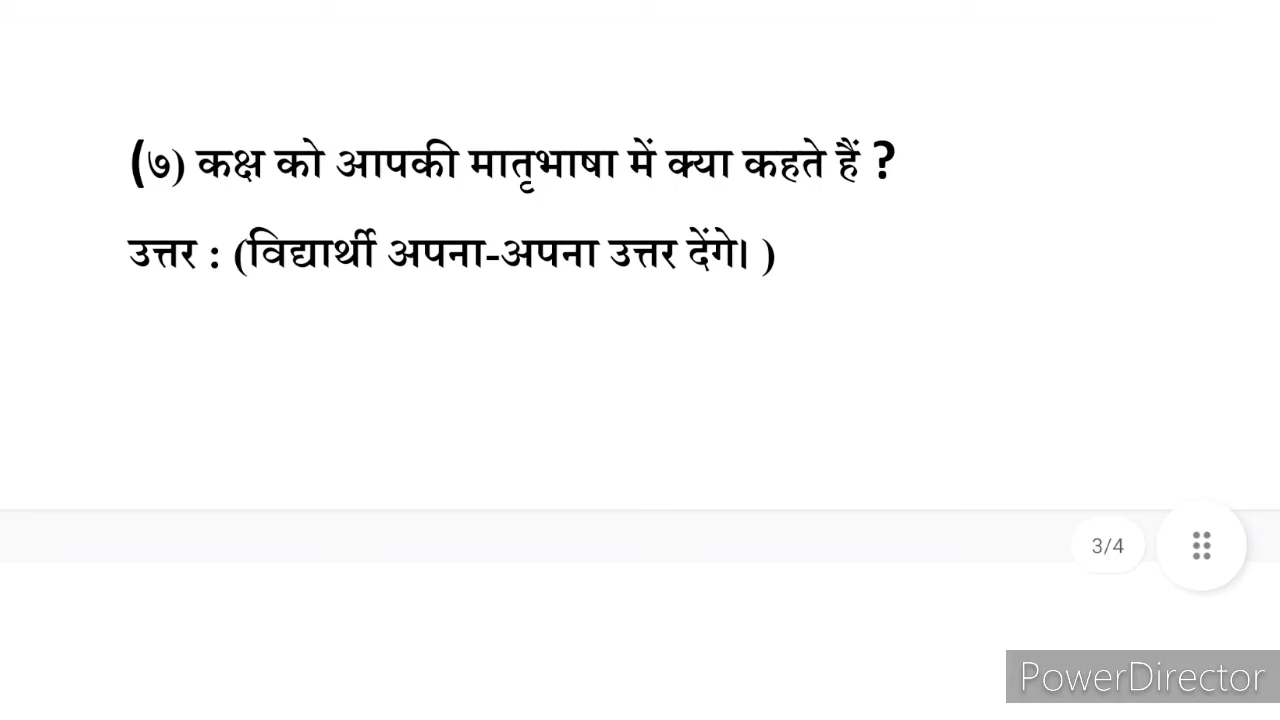 (७) कक्ष को आपकी मातृभाषा में क्या कहते हैं ?
उत्तर : (विद्यार्थी अपना-अपना उत्तर देंगे। )
3/4
PowerDirector